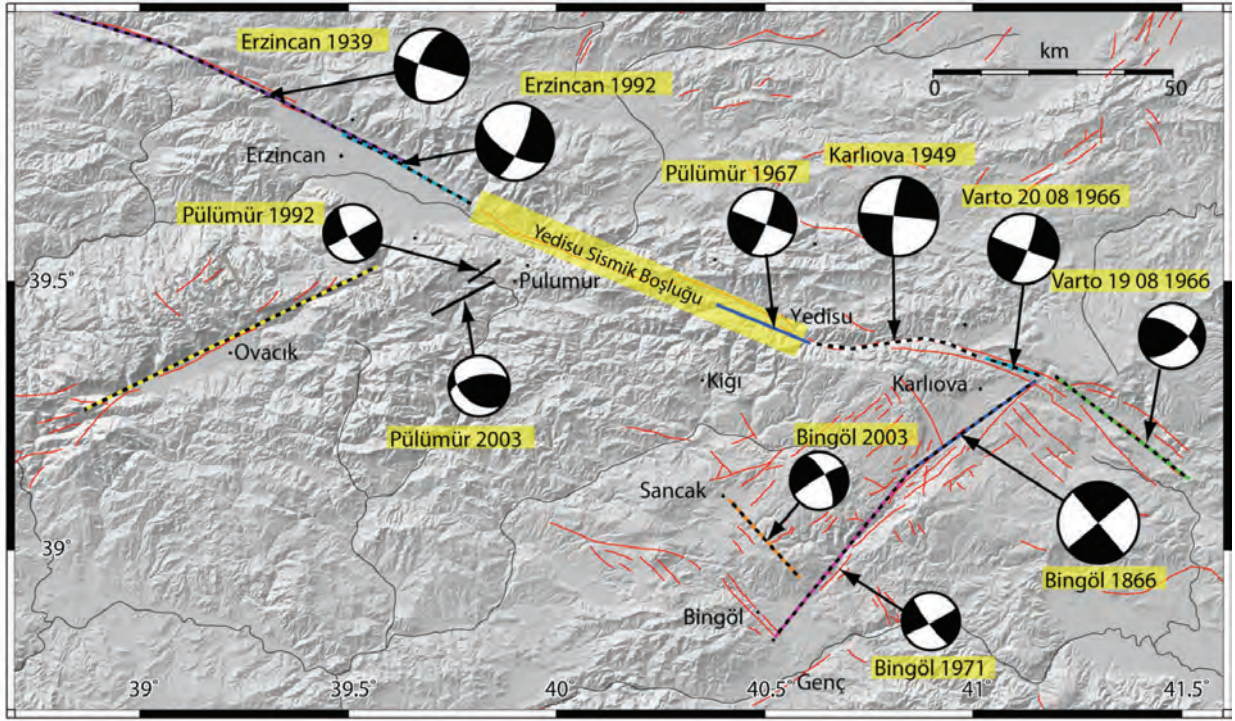 Erzincan 1939
km
0 50
Erzincan 1992
Erzincan
Pülümür 1967
Karlıova 1949
Varto 20 08 1966
Pülümür 1992
Yedisu Sismik Boşluğu
39.5°
Pulumur
Varto 19 08 1966
Yedisu
Ovacık
Kiğı
Karlıova
Pülümür 2003
Bingöl 2003
Sancak
39°
Bingöl 1866
Bingöl
Bingöl 1971
Genç
39° 39.5° 40° 40.5° 41° 41.5°